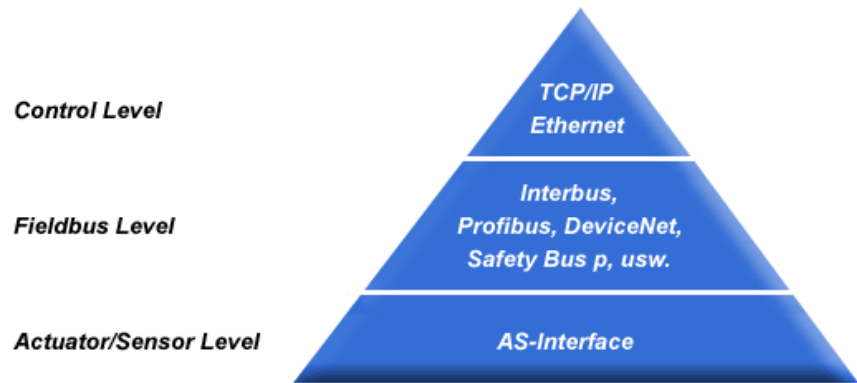 Control Level
TCP/IP
Ethernet
Fieldbus Level
Interbus,
Profibus, DeviceNet,
Safety Bus p, usw.
Actuator/Sensor Level
AS-Interface